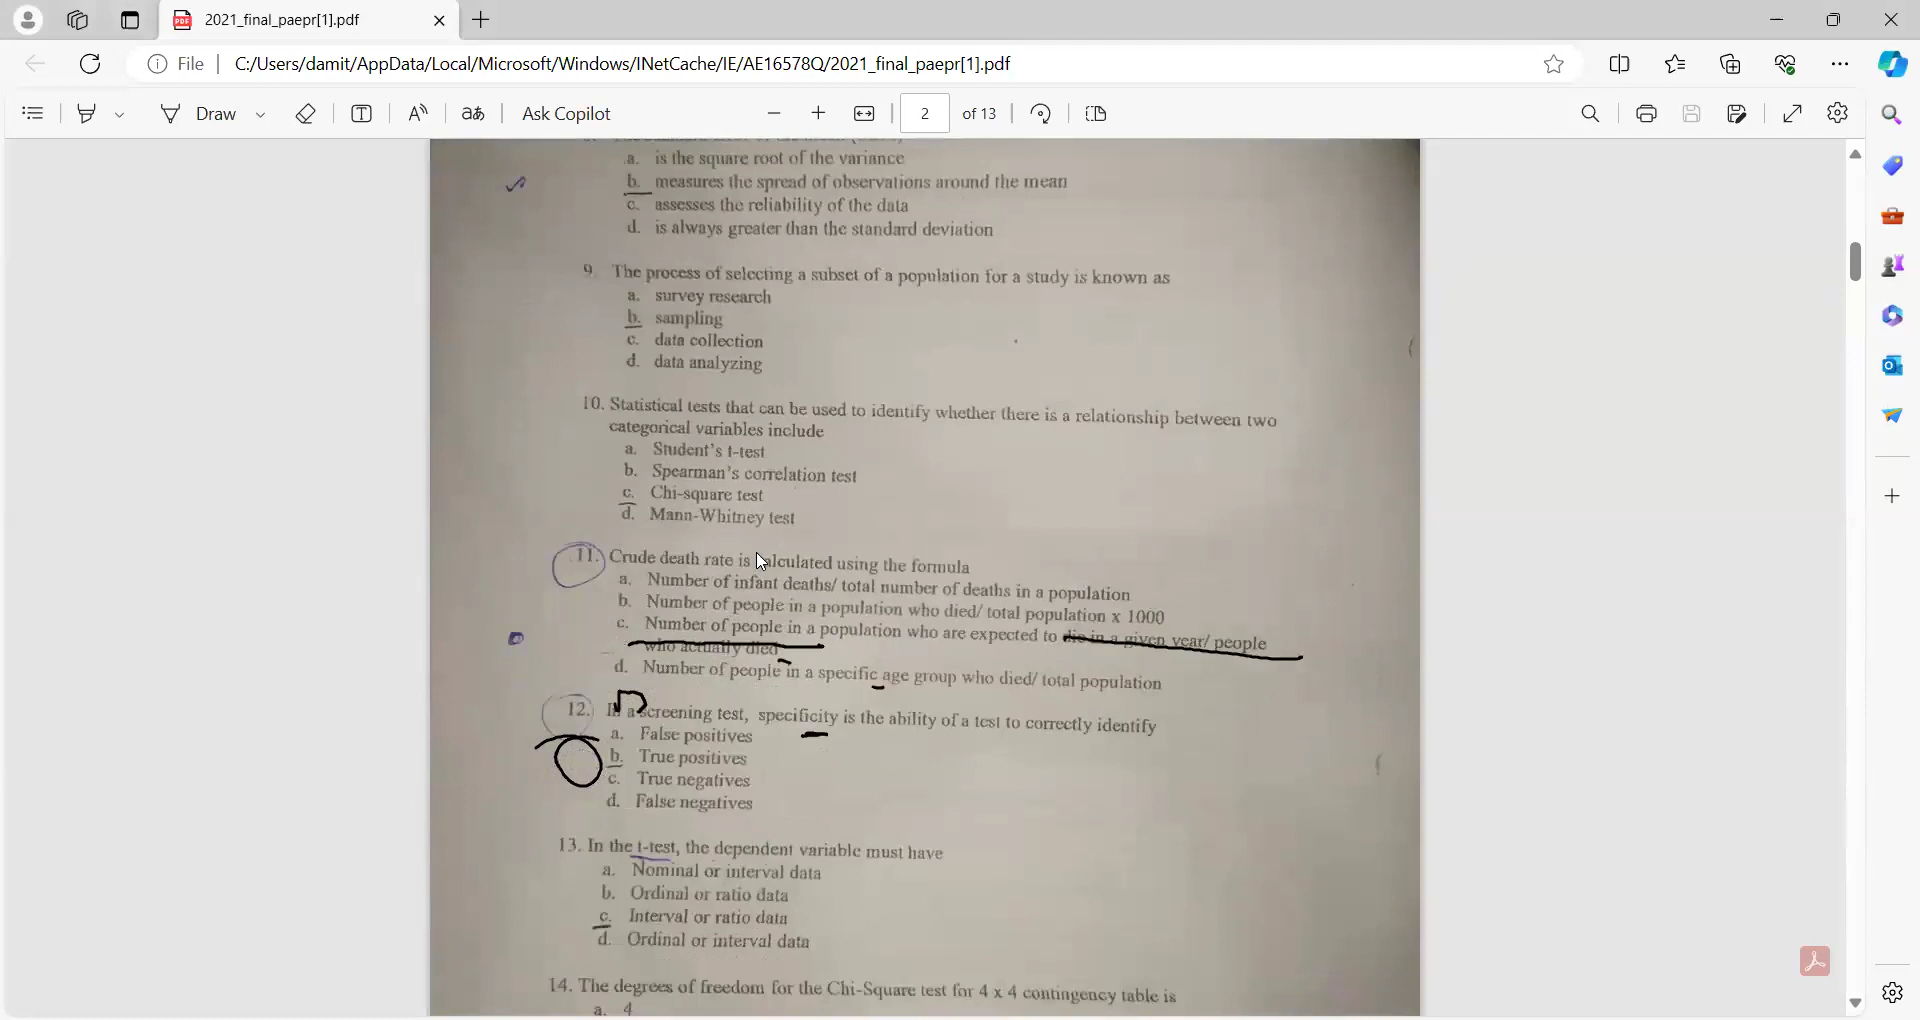 2021_final_paepr[1].pdf
File
C:/Users/damit/AppData/Local/Microsoft/Windows/INetCache/IE/AE16578Q/2021_final_paepr[1].pdf
Draw
Ask Copilot
2 of 13
a. is the square root of the variance
b. measures the spread of observations around the mean
c. assesses the reliability of the data
d. is always greater than the standard deviation
9. The process of selecting a subset of a population for a study is known as
a. survey research
b. sampling
c. data collection
d. data analyzing
10. Statistical tests that can be used to identify whether there is a relationship between two
categorical variables include
a. Student's t-test
b. Spearman's correlation test
c. Chi-square test
d. Mann-Whitney test
11. Crude death rate is calculated using the formula
a. Number of infant deaths/ total number of deaths in a population
b. Number of people in a population who died/ total population x 1000
c. Number of people in a population who are expected to die in a given year/ people
who actually died
d. Number of people in a specific age group who died/ total population
12. In a screening test, specificity is the ability of a test to correctly identify
a. False positives
b. True positives
c. True negatives
d. False negatives
13. In the t-test, the dependent variable must have
a. Nominal or interval data
b. Ordinal or ratio data
c. Interval or ratio data
d. Ordinal or interval data
14. The degrees of freedom for the Chi-Square test for 4 x 4 contingency table is
a. 4